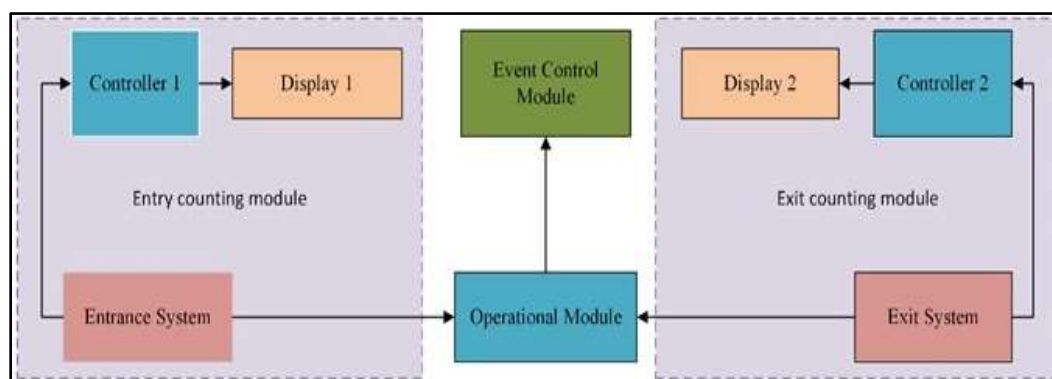 Controller 1
Display 1
Event Control
Module
Display 2
Controller 2
Entry counting module
Exit counting module
Entrance System
Operational Module
Exit System